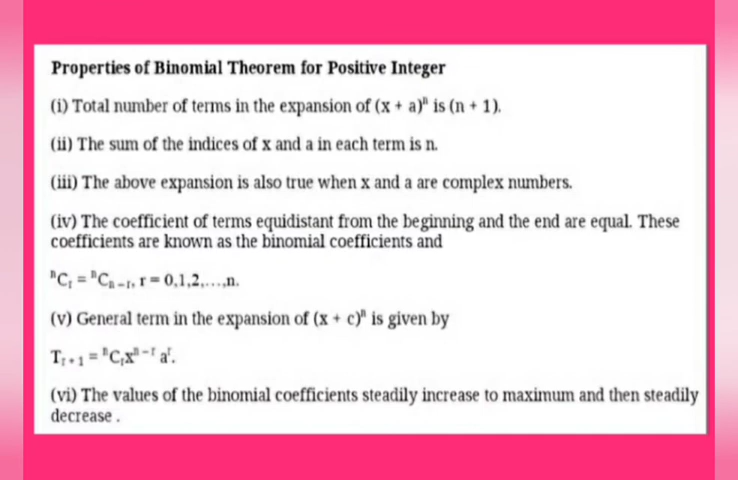 Properties of Binomial Theorem for Positive Integer
(i) Total number of terms in the expansion of (x + a)ⁿ is (n + 1).
(ii) The sum of the indices of x and a in each term is n.
(iii) The above expansion is also true when x and a are complex numbers.
(iv) The coefficient of terms equidistant from the beginning and the end are equal. These
coefficients are known as the binomial coefficients and
ⁿCᵣ = ⁿCₙ₋ᵣ, r = 0,1,2,…,n.
(v) General term in the expansion of (x + c)ⁿ is given by
Tᵣ₊₁ = ⁿCᵣxⁿ⁻ʳ aʳ.
(vi) The values of the binomial coefficients steadily increase to maximum and then steadily
decrease .